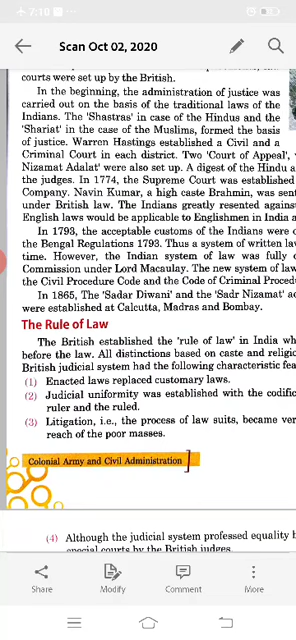 7:10
Scan Oct 02, 2020
courts were set up by the British.
In the beginning, the administration of justice was
carried out on the basis of the traditional laws of the
Indians. The 'Shastras' in case of the Hindus and the
'Shariat' in the case of the Muslims, formed the basis
of justice. Warren Hastings established a Civil and a
Criminal Court in each district. Two 'Court of Appeal', '
Nizamat Adalat' were also set up. A digest of the Hindu a
the judges. In 1774, the Supreme Court was established
Company. Navin Kumar, a high caste Brahmin, was sent
under British law. The Indians greatly resented agains
English laws would be applicable to Englishmen in India a
In 1793, the acceptable customs of the Indians were c
the Bengal Regulations 1793. Thus a system of written lav
time. However, the Indian system of law was fully c
Commission under Lord Macaulay. The new system of law
the Civil Procedure Code and the Code of Criminal Proced
In 1865, The 'Sadar Diwani' and the 'Sadr Nizamat' ac
were established at Calcutta, Madras and Bombay.
The Rule of Law
The British established the 'rule of law' in India wh
before the law. All distinctions based on caste and religio
British judicial system had the following characteristic fea
(1) Enacted laws replaced customary laws.
(2) Judicial uniformity was established with the codific
ruler and the ruled.
(3) Litigation, i.e., the process of law suits, became ver
reach of the poor masses.
Colonial Army and Civil Administration
(4) Although the judicial system professed equality b
special courts by the British judges.
Share
Modify
Comment
More